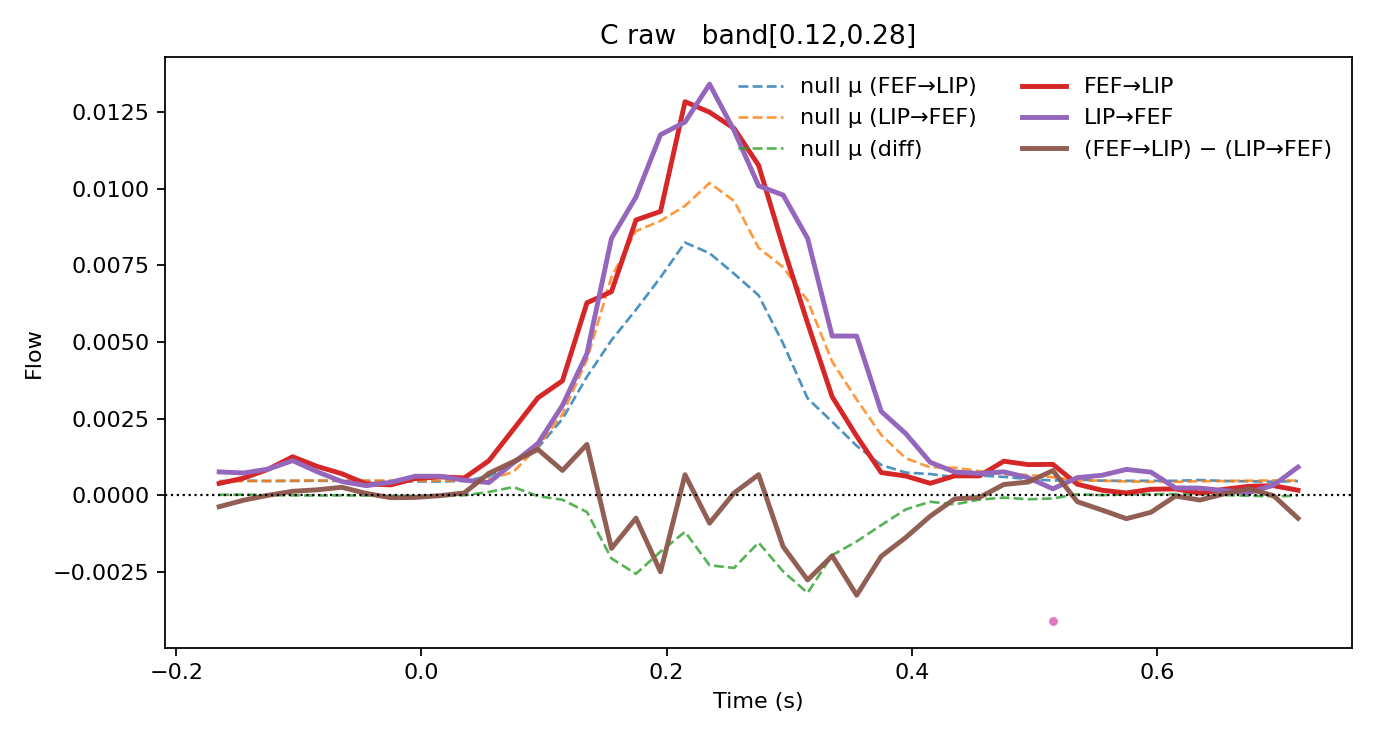 C raw   band[0.12,0.28]
null μ (FEF→LIP)
null μ (LIP→FEF)
null μ (diff)
FEF→LIP
LIP→FEF
(FEF→LIP) − (LIP→FEF)
Flow
0.0125
0.0100
0.0075
0.0050
0.0025
0.0000
−0.0025
−0.2
0.0
0.2
0.4
0.6
Time (s)